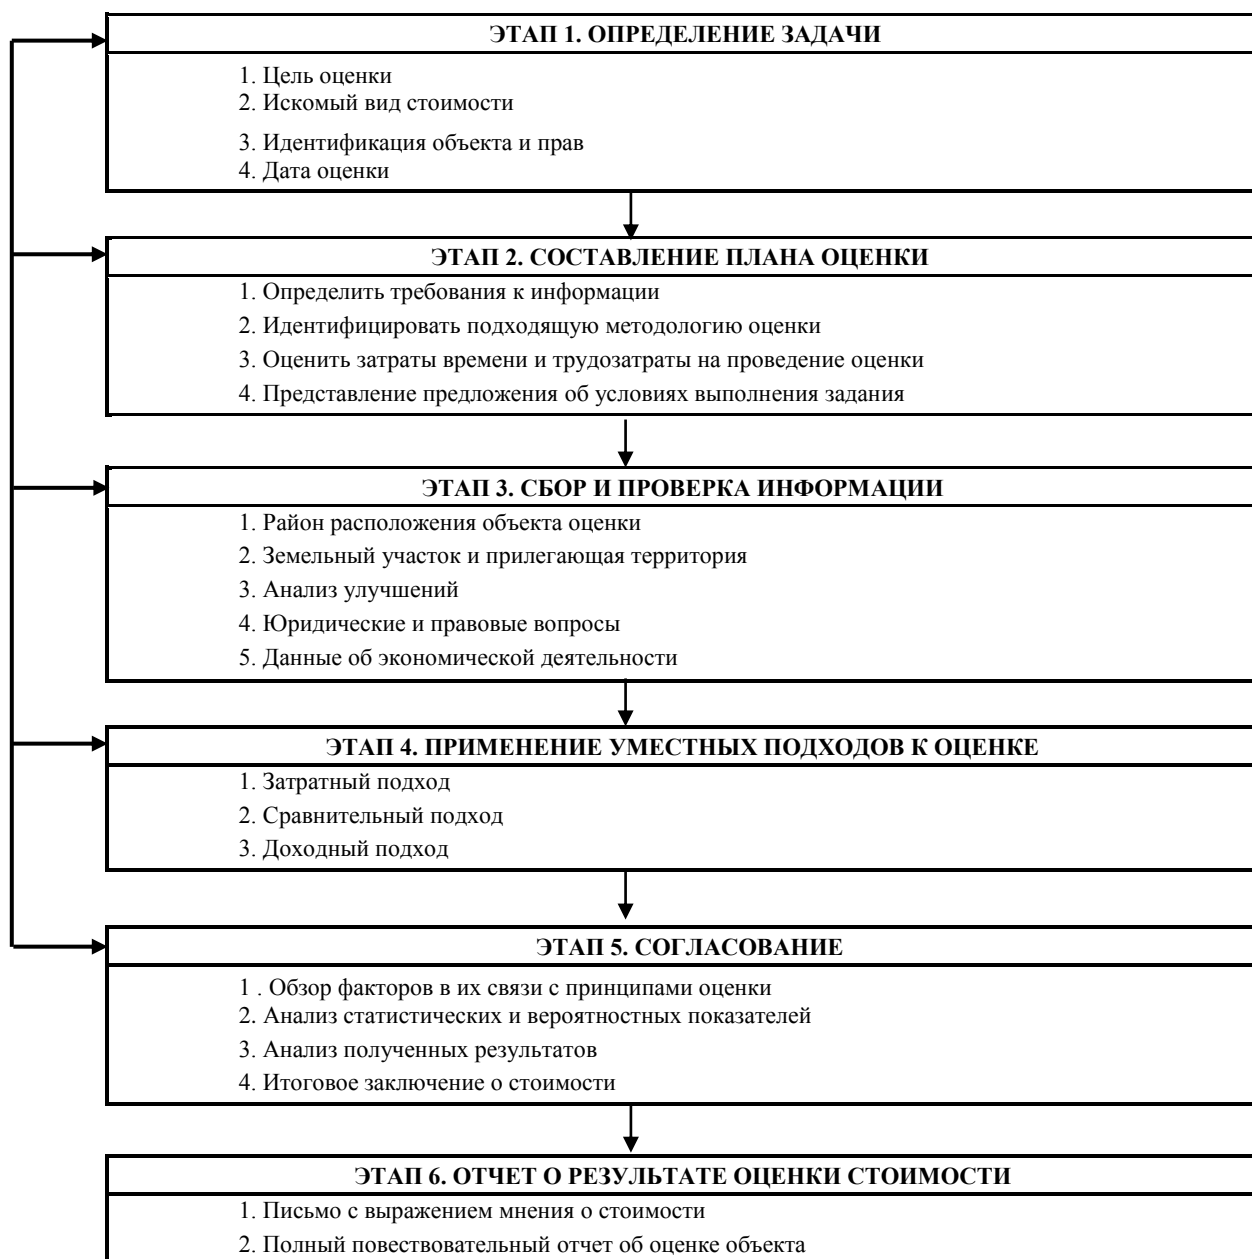 ЭТАП 1. ОПРЕДЕЛЕНИЕ ЗАДАЧИ
1. Цель оценки
2. Искомый вид стоимости
3. Идентификация объекта и прав
4. Дата оценки
ЭТАП 2. СОСТАВЛЕНИЕ ПЛАНА ОЦЕНКИ
1. Определить требования к информации
2. Идентифицировать подходящую методологию оценки
3. Оценить затраты времени и трудозатраты на проведение оценки
4. Представление предложения об условиях выполнения задания
ЭТАП 3. СБОР И ПРОВЕРКА ИНФОРМАЦИИ
1. Район расположения объекта оценки
2. Земельный участок и прилегающая территория
3. Анализ улучшений
4. Юридические и правовые вопросы
5. Данные об экономической деятельности
ЭТАП 4. ПРИМЕНЕНИЕ УМЕСТНЫХ ПОДХОДОВ К ОЦЕНКЕ
1. Затратный подход
2. Сравнительный подход
3. Доходный подход
ЭТАП 5. СОГЛАСОВАНИЕ
1 . Обзор факторов в их связи с принципами оценки
2. Анализ статистических и вероятностных показателей
3. Анализ полученных результатов
4. Итоговое заключение о стоимости
ЭТАП 6. ОТЧЕТ О РЕЗУЛЬТАТЕ ОЦЕНКИ СТОИМОСТИ
1. Письмо с выражением мнения о стоимости
2. Полный повествовательный отчет об оценке объекта